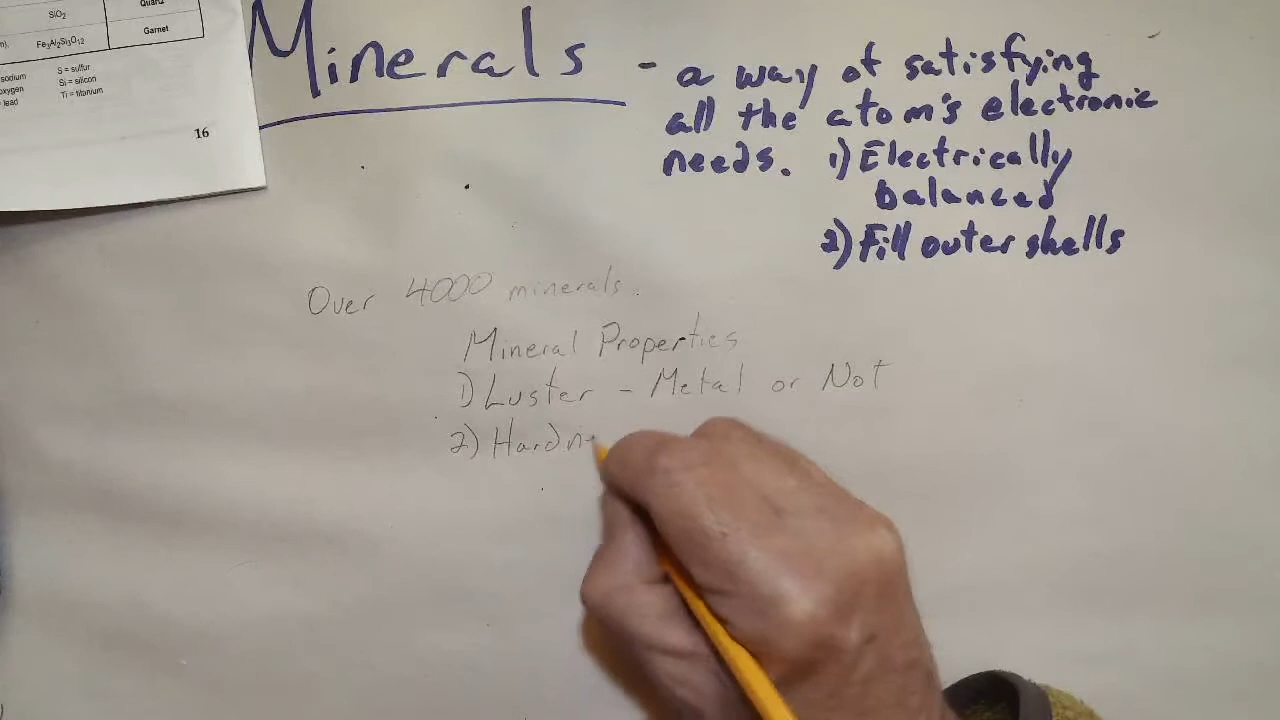 SiO2
Quartz
Fe3Al2Si3O12
Garnet
sodium
S = sulfur
oxygen
Si = silicon
= lead
Ti = titanium
16
Minerals - a way of satisfying
all the atom's electronic
needs. 1) Electrically
balanced
2) Fill outer shells
Over 4000 minerals.
Mineral Properties
1) Luster - Metal or Not
2) Hardn